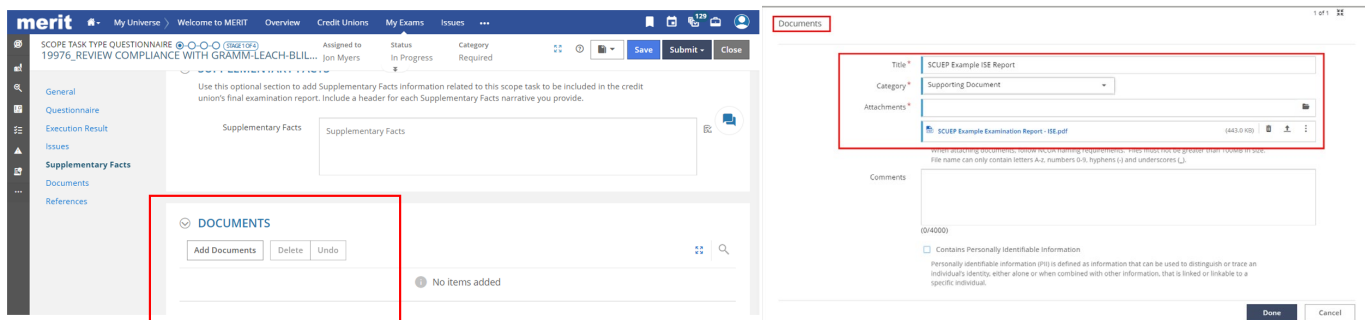 merit My Universe Welcome to MERIT Overview Credit Unions My Exams Issues ••• 129
SCOPE TASK TYPE QUESTIONNAIRE STAGE 1 OF 4
19976_REVIEW COMPLIANCE WITH GRAMM-LEACH-BLIL...
Assigned to
Jon Myers
Status
In Progress
Category
Required
Save Submit Close
General
Questionnaire
Execution Result
Issues
Supplementary Facts
Documents
References
SUPPLEMENTARY FACTS
Use this optional section to add Supplementary Facts information related to this scope task to be included in the credit
union's final examination report. Include a header for each Supplementary Facts narrative you provide.
Supplementary Facts Supplementary Facts
DOCUMENTS
Add Documents Delete Undo
No items added
1 of 1
Documents
Title* SCUEP Example ISE Report
Category* Supporting Document
Attachments*
SCUEP Example Examination Report - ISE.pdf (443.0 KB)
When attaching documents, follow NCUA naming requirements. Files must not be greater than 100MB in size.
File name can only contain letters A-z, numbers 0-9, hyphens (-) and underscores (_).
Comments
(0/4000)
Contains Personally Identifiable Information
Personally identifiable information (PII) is defined as information that can be used to distinguish or trace an
individual's identity, either alone or when combined with other information, that is linked or linkable to a
specific individual.
Done Cancel